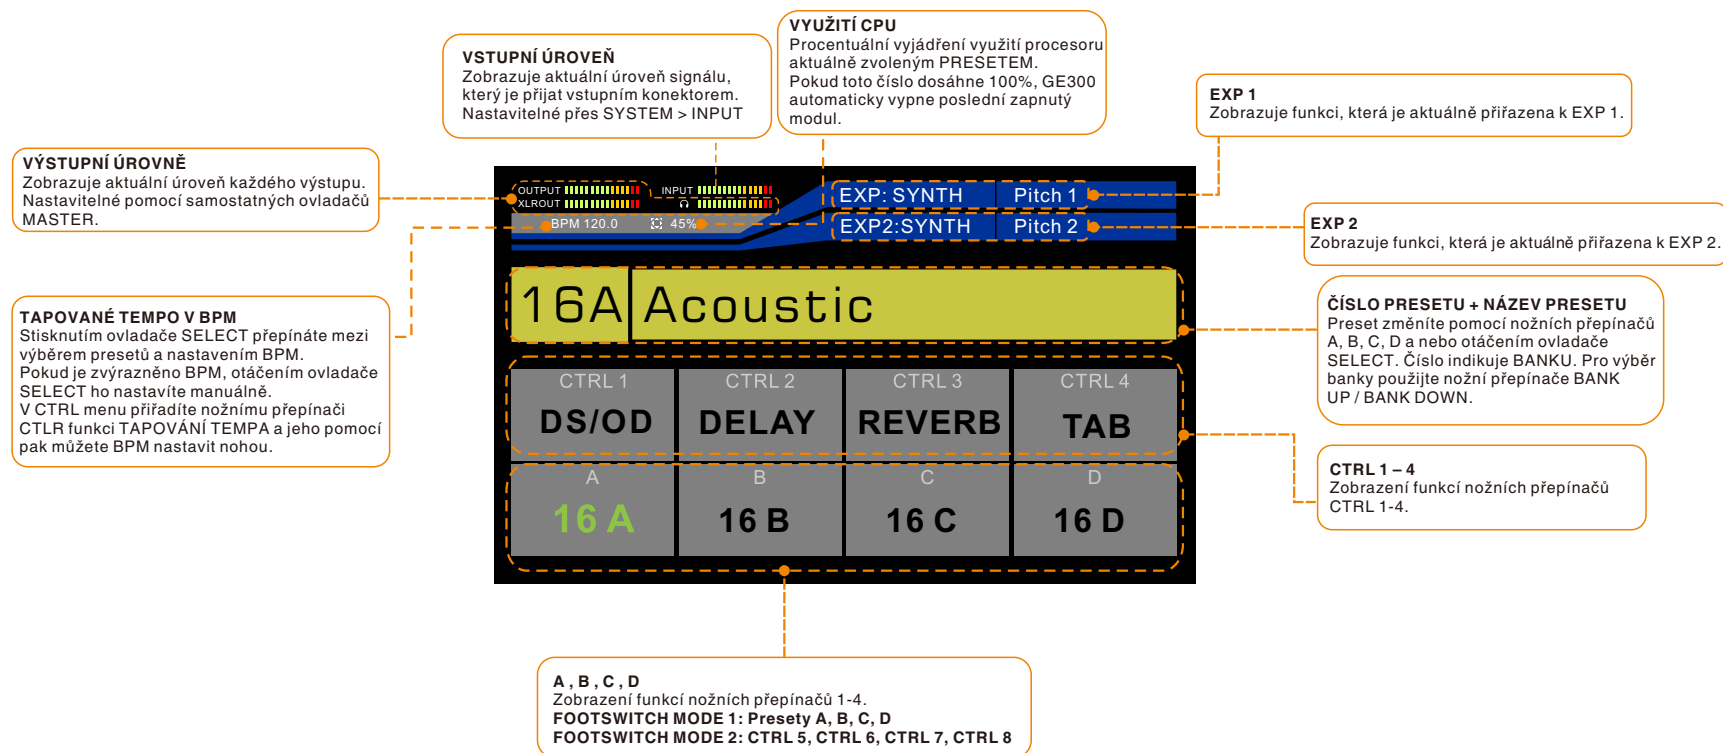 VYUŽITÍ CPU
Procentuální vyjádření využití procesoru
aktuálně zvoleným PRESETEM.
Pokud toto číslo dosáhne 100%, GE300
automaticky vypne poslední zapnutý
modul.
VSTUPNÍ ÚROVEŇ
Zobrazuje aktuální úroveň signálu,
který je přijat vstupním konektorem.
Nastavitelné přes SYSTEM > INPUT
EXP 1
Zobrazuje funkci, která je aktuálně přiřazena k EXP 1.
VÝSTUPNÍ ÚROVNĚ
Zobrazuje aktuální úroveň každého výstupu.
Nastavitelné pomocí samostatných ovladačů
MASTER.
EXP 2
Zobrazuje funkci, která je aktuálně přiřazena k EXP 2.
TAPOVANÉ TEMPO V BPM
Stisknutím ovladače SELECT přepínáte mezi
výběrem presetů a nastavením BPM.
Pokud je zvýrazněno BPM, otáčením ovladače
SELECT ho nastavíte manuálně.
V CTRL menu přiřadíte nožnímu přepínači
CTLR funkci TAPOVÁNÍ TEMPA a jeho pomocí
pak můžete BPM nastavit nohou.
OUTPUT INPUT
XLROUT
BPM 120.0 45%
EXP: SYNTH Pitch 1
EXP2:SYNTH Pitch 2
16A Acoustic
CTRL 1 CTRL 2 CTRL 3 CTRL 4
DS/OD DELAY REVERB TAB
A B C D
16 A 16 B 16 C 16 D
ČÍSLO PRESETU + NÁZEV PRESETU
Preset změníte pomocí nožních přepínačů
A, B, C, D a nebo otáčením ovladače
SELECT. Číslo indikuje BANKU. Pro výběr
banky použijte nožní přepínače BANK
UP / BANK DOWN.
CTRL 1 – 4
Zobrazení funkcí nožních přepínačů
CTRL 1-4.
A , B , C , D
Zobrazení funkcí nožních přepínačů 1-4.
FOOTSWITCH MODE 1: Presety A, B, C, D
FOOTSWITCH MODE 2: CTRL 5, CTRL 6, CTRL 7, CTRL 8